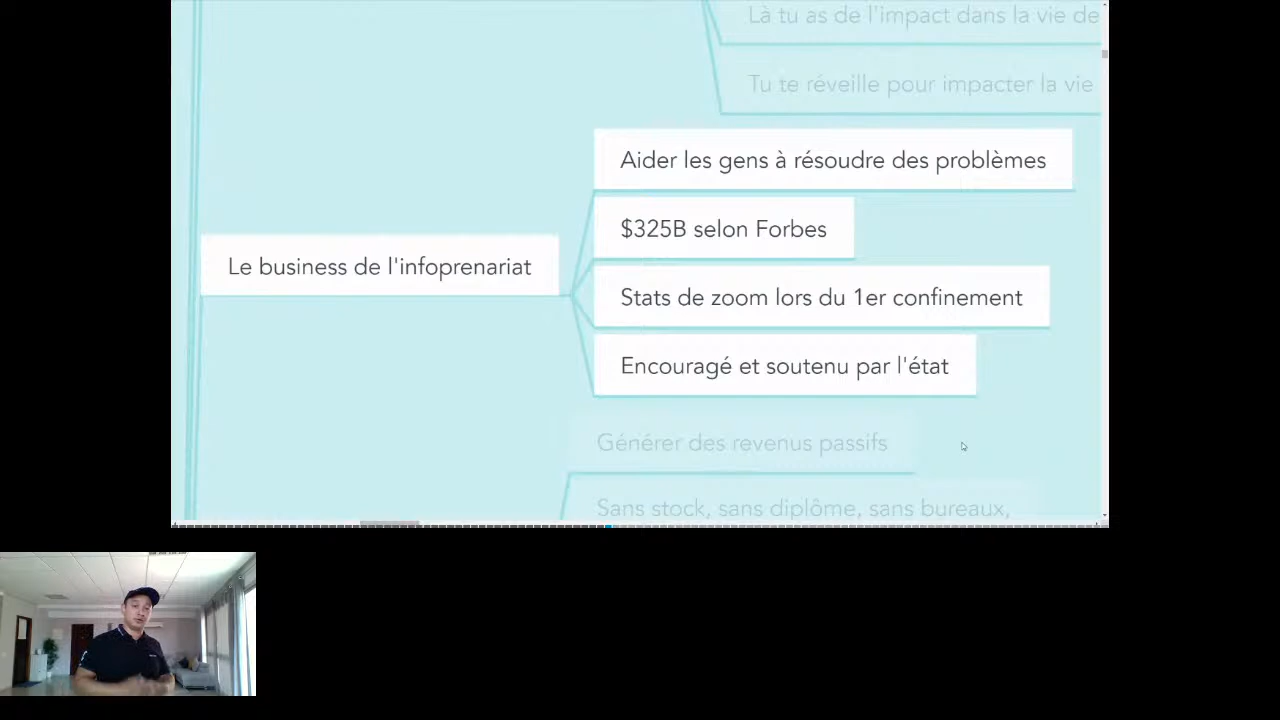 Là tu as de l'impact dans la vie de
Tu te réveille pour impacter la vie
Aider les gens à résoudre des problèmes
$325B selon Forbes
Le business de l'infoprenariat
Stats de zoom lors du 1er confinement
Encouragé et soutenu par l'état
Générer des revenus passifs
Sans stock, sans diplôme, sans bureaux,